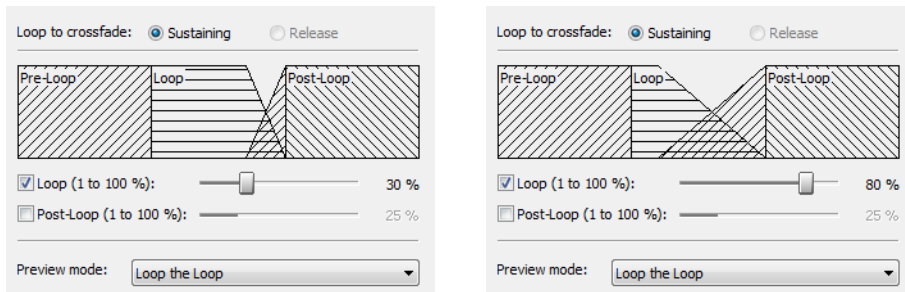 Loop to crossfade: Sustaining Release
Pre-Loop Loop Post-Loop
Loop (1 to 100 %): 30 %
Post-Loop (1 to 100 %): 25 %
Preview mode: Loop the Loop
Loop to crossfade: Sustaining Release
Pre-Loop Loop Post-Loop
Loop (1 to 100 %): 80 %
Post-Loop (1 to 100 %): 25 %
Preview mode: Loop the Loop